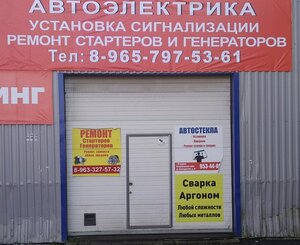 АВТОЭЛЕКТРИКА
УСТАНОВКА СИГНАЛИЗАЦИИ
РЕМОНТ СТАРТЕРОВ И ГЕНЕРАТОРОВ
Тел: 8-965-797-53-61
ИНГ
РЕМОНТ
Стартеров
Генераторов
8-963-327-57-32
АВТОСТЕКЛА
Сварка
Аргоном
Любой сложности
Любых металлов